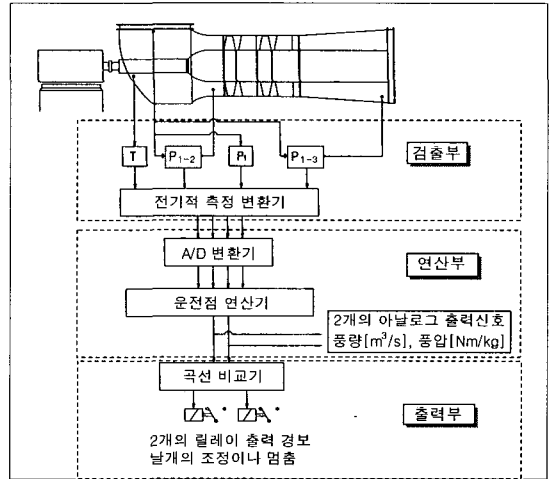 T
P1-2
P1
P1-3
검출부
전기적 측정 변환기
A/D 변환기
연산부
운전점 연산기
2개의 아날로그 출력신호
풍량[m³/s], 풍압[Nm/kg]
곡선 비교기
출력부
2개의 릴레이 출력 경보
날개의 조정이나 멈춤